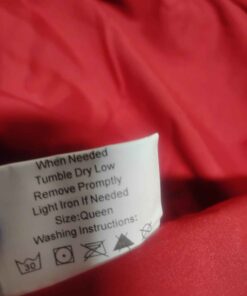 When Needed
Tumble Dry Low
Remove Promptly
Light Iron If Needed
Size:Queen
Washing Instructions:
30